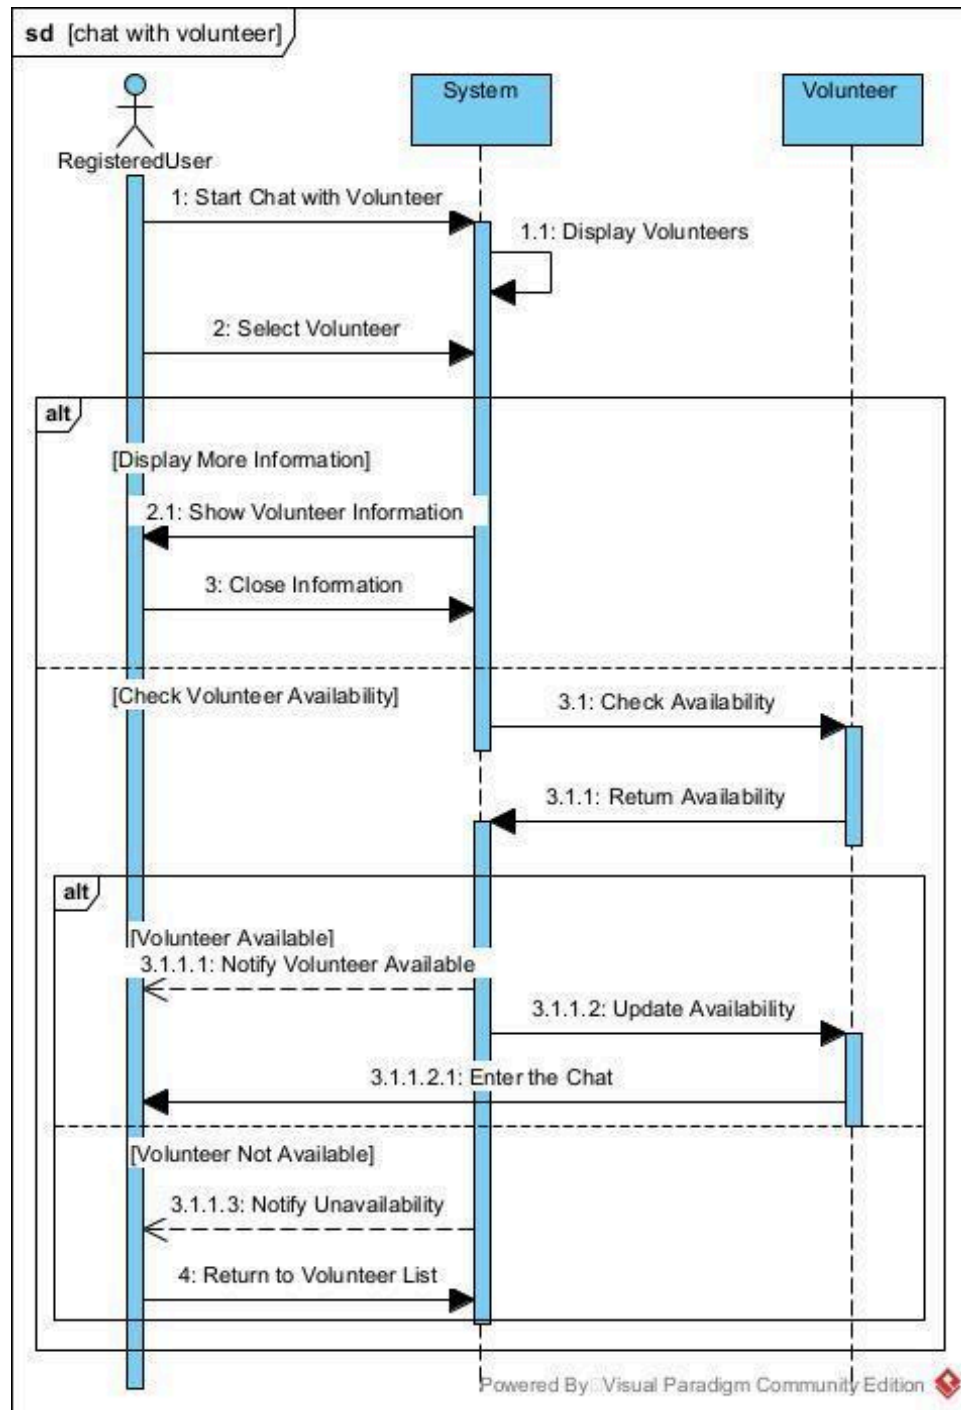 sd [chat with volunteer]
System
Volunteer
RegisteredUser
1: Start Chat with Volunteer
1.1: Display Volunteers
2: Select Volunteer
alt
[Display More Information]
2.1: Show Volunteer Information
3: Close Information
[Check Volunteer Availability]
3.1: Check Availability
3.1.1: Return Availability
alt
[Volunteer Available]
3.1.1.1: Notify Volunteer Available
3.1.1.2: Update Availability
3.1.1.2.1: Enter the Chat
[Volunteer Not Available]
3.1.1.3: Notify Unavailability
4: Return to Volunteer List
Powered By Visual Paradigm Community Edition